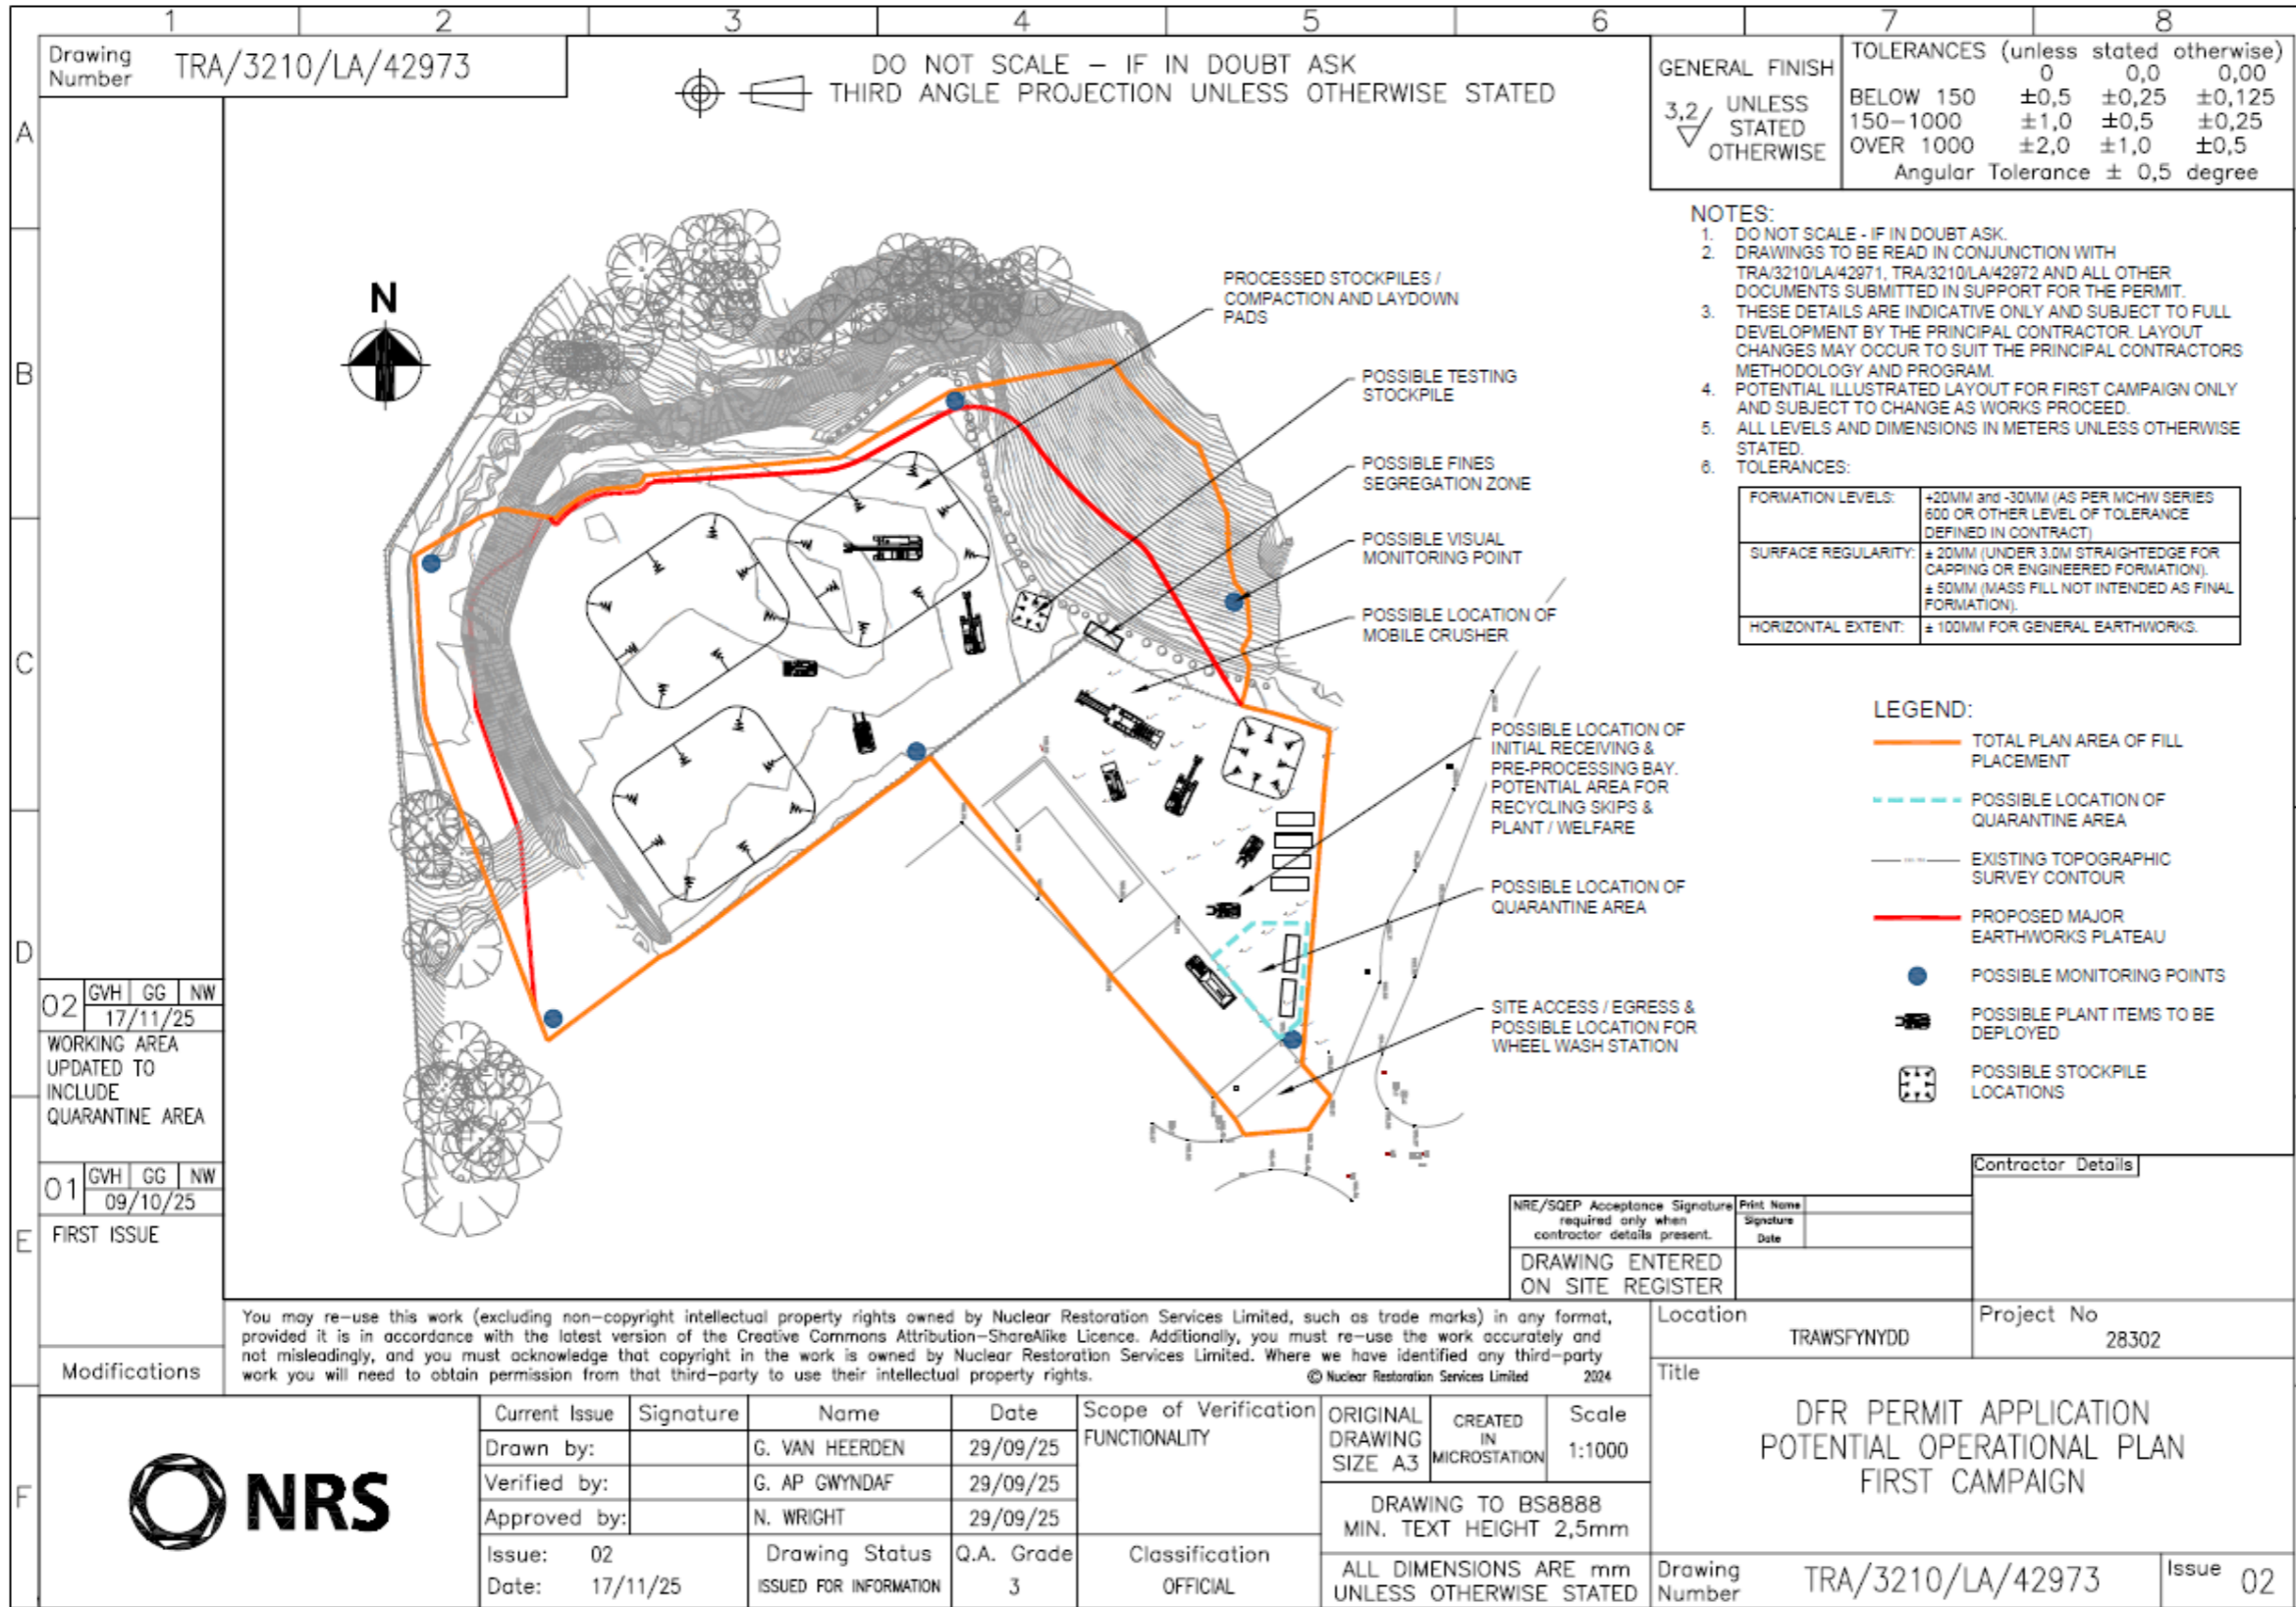 1 2 3 4 5 6 7 8
A
B
C
D
E
F
Drawing
Number
TRA/3210/LA/42973
DO NOT SCALE – IF IN DOUBT ASK
THIRD ANGLE PROJECTION UNLESS OTHERWISE STATED
GENERAL FINISH
3,2/ UNLESS
STATED
OTHERWISE
TOLERANCES (unless stated otherwise)
0 0,0 0,00
BELOW 150 ±0,5 ±0,25 ±0,125
150–1000 ±1,0 ±0,5 ±0,25
OVER 1000 ±2,0 ±1,0 ±0,5
Angular Tolerance ± 0,5 degree
NOTES:
1. DO NOT SCALE - IF IN DOUBT ASK.
2. DRAWINGS TO BE READ IN CONJUNCTION WITH
TRA/3210/LA/42971, TRA/3210/LA/42972 AND ALL OTHER
DOCUMENTS SUBMITTED IN SUPPORT FOR THE PERMIT.
3. THESE DETAILS ARE INDICATIVE ONLY AND SUBJECT TO FULL
DEVELOPMENT BY THE PRINCIPAL CONTRACTOR. LAYOUT
CHANGES MAY OCCUR TO SUIT THE PRINCIPAL CONTRACTORS
METHODOLOGY AND PROGRAM.
4. POTENTIAL ILLUSTRATED LAYOUT FOR FIRST CAMPAIGN ONLY
AND SUBJECT TO CHANGE AS WORKS PROCEED.
5. ALL LEVELS AND DIMENSIONS IN METERS UNLESS OTHERWISE
STATED.
6. TOLERANCES:
FORMATION LEVELS: +20MM and -30MM (AS PER MCHW SERIES
600 OR OTHER LEVEL OF TOLERANCE
DEFINED IN CONTRACT)
SURFACE REGULARITY: ± 20MM (UNDER 3.0M STRAIGHTEDGE FOR
CAPPING OR ENGINEERED FORMATION).
± 50MM (MASS FILL NOT INTENDED AS FINAL
FORMATION).
HORIZONTAL EXTENT: ± 100MM FOR GENERAL EARTHWORKS.
N
PROCESSED STOCKPILES /
COMPACTION AND LAYDOWN
PADS
POSSIBLE TESTING
STOCKPILE
POSSIBLE FINES
SEGREGATION ZONE
POSSIBLE VISUAL
MONITORING POINT
POSSIBLE LOCATION OF
MOBILE CRUSHER
POSSIBLE LOCATION OF
INITIAL RECEIVING &
PRE-PROCESSING BAY.
POTENTIAL AREA FOR
RECYCLING SKIPS &
PLANT / WELFARE
POSSIBLE LOCATION OF
QUARANTINE AREA
SITE ACCESS / EGRESS &
POSSIBLE LOCATION FOR
WHEEL WASH STATION
LEGEND:
TOTAL PLAN AREA OF FILL
PLACEMENT
POSSIBLE LOCATION OF
QUARANTINE AREA
EXISTING TOPOGRAPHIC
SURVEY CONTOUR
PROPOSED MAJOR
EARTHWORKS PLATEAU
POSSIBLE MONITORING POINTS
POSSIBLE PLANT ITEMS TO BE
DEPLOYED
POSSIBLE STOCKPILE
LOCATIONS
02 GVH GG NW
17/11/25
WORKING AREA
UPDATED TO
INCLUDE
QUARANTINE AREA
01 GVH GG NW
09/10/25
FIRST ISSUE
Modifications
Contractor Details
NRE/SQEP Acceptance Signature
required only when
contractor details present.
Print Name
Signature
Date
DRAWING ENTERED
ON SITE REGISTER
You may re-use this work (excluding non-copyright intellectual property rights owned by Nuclear Restoration Services Limited, such as trade marks) in any format,
provided it is in accordance with the latest version of the Creative Commons Attribution-ShareAlike Licence. Additionally, you must re-use the work accurately and
not misleadingly, and you must acknowledge that copyright in the work is owned by Nuclear Restoration Services Limited. Where we have identified any third-party
work you will need to obtain permission from that third-party to use their intellectual property rights.
© Nuclear Restoration Services Limited 2024
Location
TRAWSFYNYDD
Project No
28302
Title
DFR PERMIT APPLICATION
POTENTIAL OPERATIONAL PLAN
FIRST CAMPAIGN
NRS
Current Issue Signature Name Date
Drawn by: G. VAN HEERDEN 29/09/25
Verified by: G. AP GWYNDAF 29/09/25
Approved by: N. WRIGHT 29/09/25
Issue: 02
Date: 17/11/25
Drawing Status
ISSUED FOR INFORMATION
Q.A. Grade
3
Scope of Verification
FUNCTIONALITY
Classification
OFFICIAL
ORIGINAL
DRAWING
SIZE A3
CREATED
IN
MICROSTATION
Scale
1:1000
DRAWING TO BS8888
MIN. TEXT HEIGHT 2,5mm
ALL DIMENSIONS ARE mm
UNLESS OTHERWISE STATED
Drawing
Number
TRA/3210/LA/42973
Issue 02